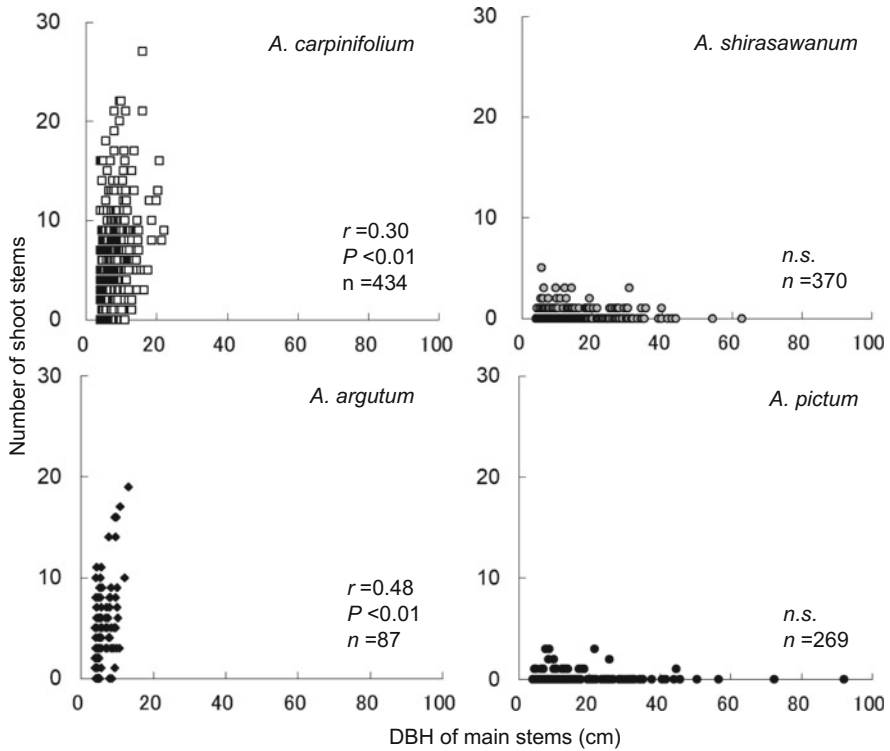 30
20
10
0
0
20
40
60
80
100
A. carpinifolium
r =0.30
P <0.01
n =434
30
20
10
0
0
20
40
60
80
100
A. shirasawanum
n.s.
n =370
Number of shoot stems
30
20
10
0
0
20
40
60
80
100
A. argutum
r =0.48
P <0.01
n =87
30
20
10
0
0
20
40
60
80
100
A. pictum
n.s.
n =269
DBH of main stems (cm)